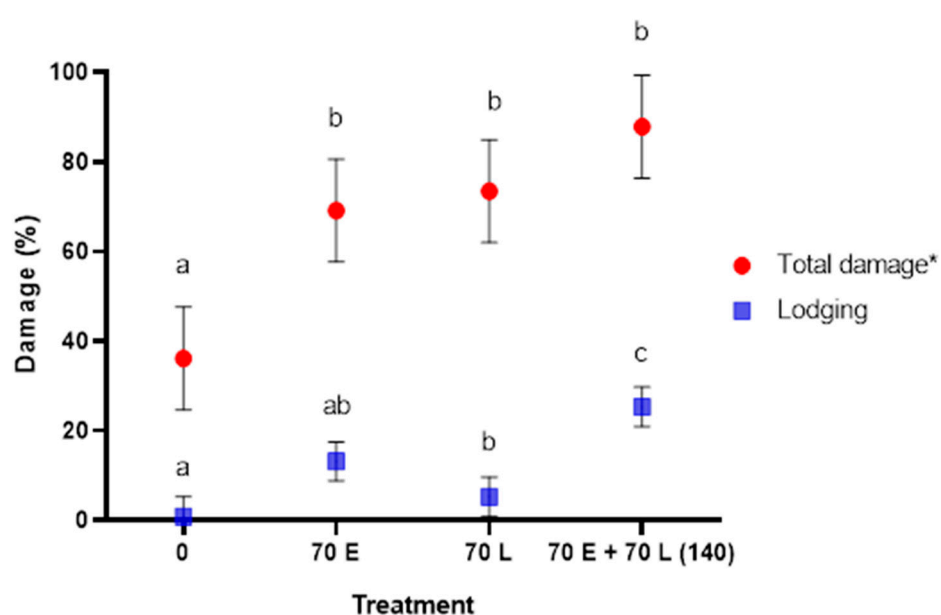 b
100
b
b
80
60
a
Total damage*
Damage (%)
Lodging
40
c
ab
20
b
a
0
0 70 E 70 L 70 E + 70 L (140)
Treatment